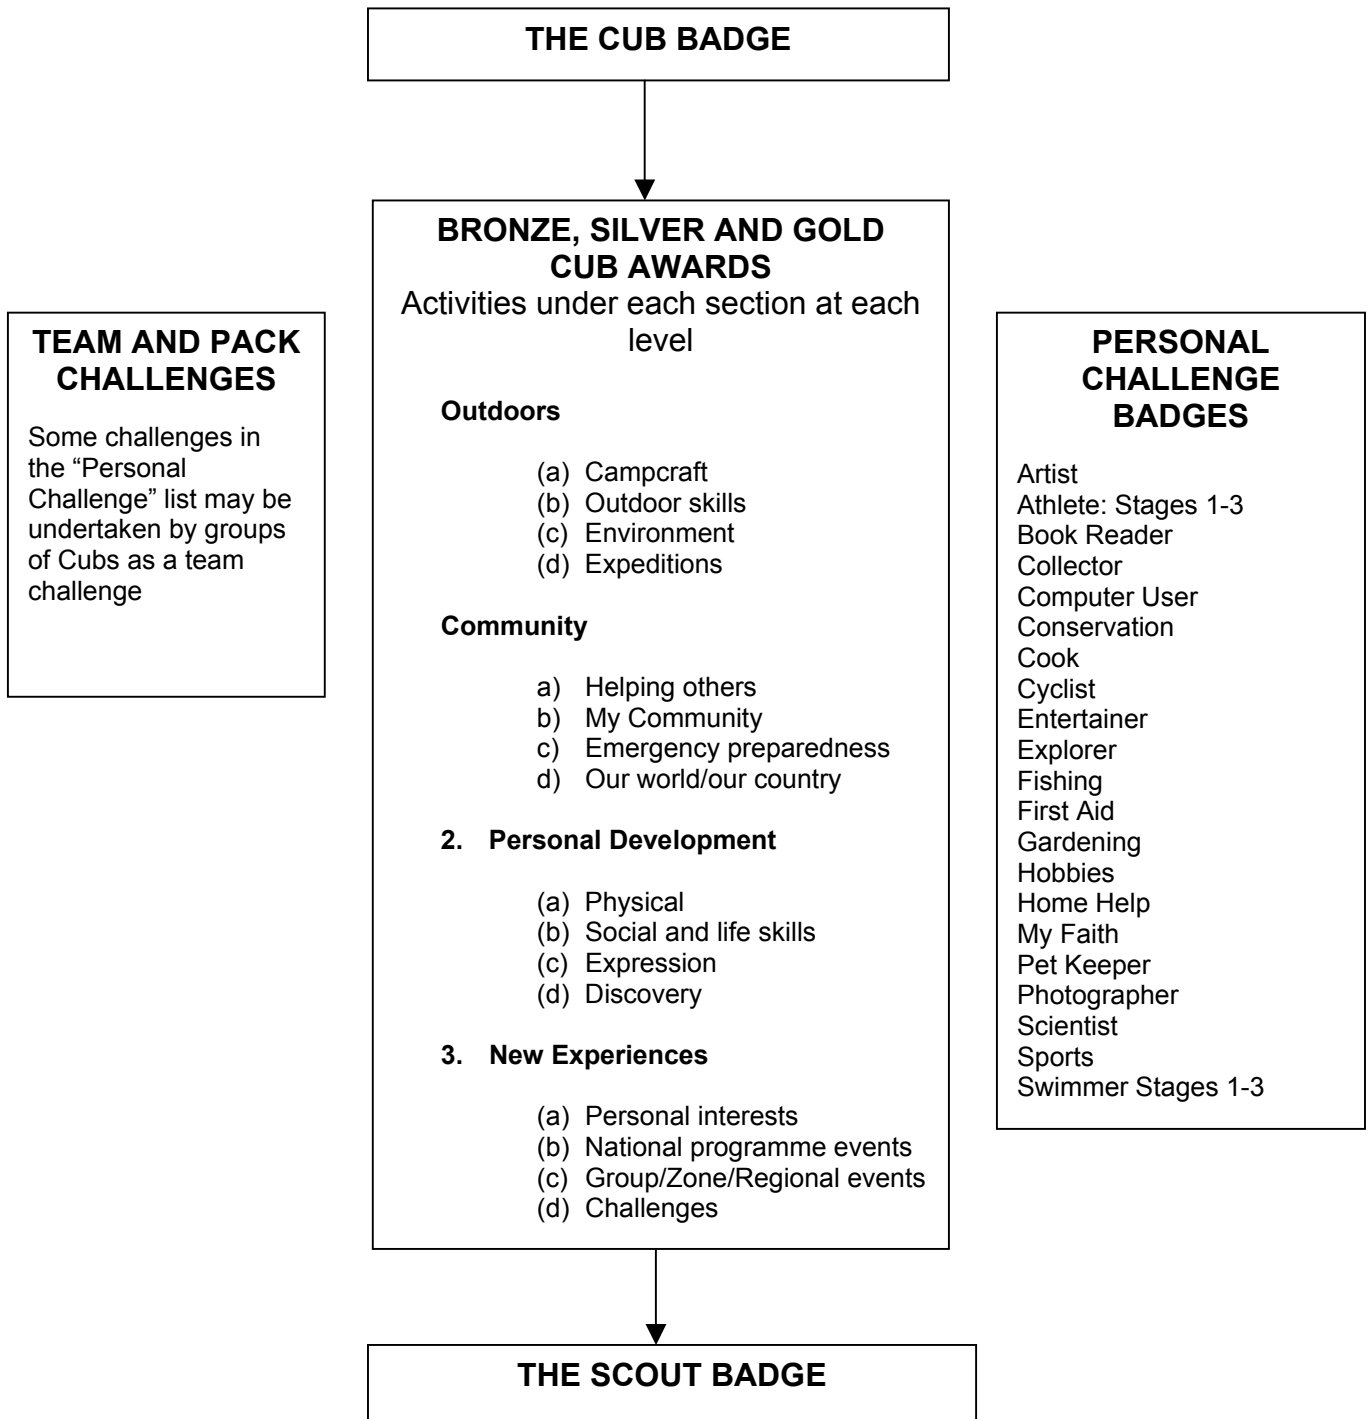 THE CUB BADGE
BRONZE, SILVER AND GOLD
CUB AWARDS
Activities under each section at each
level
Outdoors
(a) Campcraft
(b) Outdoor skills
(c) Environment
(d) Expeditions
Community
a) Helping others
b) My Community
c) Emergency preparedness
d) Our world/our country
2. Personal Development
(a) Physical
(b) Social and life skills
(c) Expression
(d) Discovery
3. New Experiences
(a) Personal interests
(b) National programme events
(c) Group/Zone/Regional events
(d) Challenges
TEAM AND PACK
CHALLENGES
Some challenges in
the “Personal
Challenge” list may be
undertaken by groups
of Cubs as a team
challenge
PERSONAL
CHALLENGE
BADGES
Artist
Athlete: Stages 1-3
Book Reader
Collector
Computer User
Conservation
Cook
Cyclist
Entertainer
Explorer
Fishing
First Aid
Gardening
Hobbies
Home Help
My Faith
Pet Keeper
Photographer
Scientist
Sports
Swimmer Stages 1-3
THE SCOUT BADGE